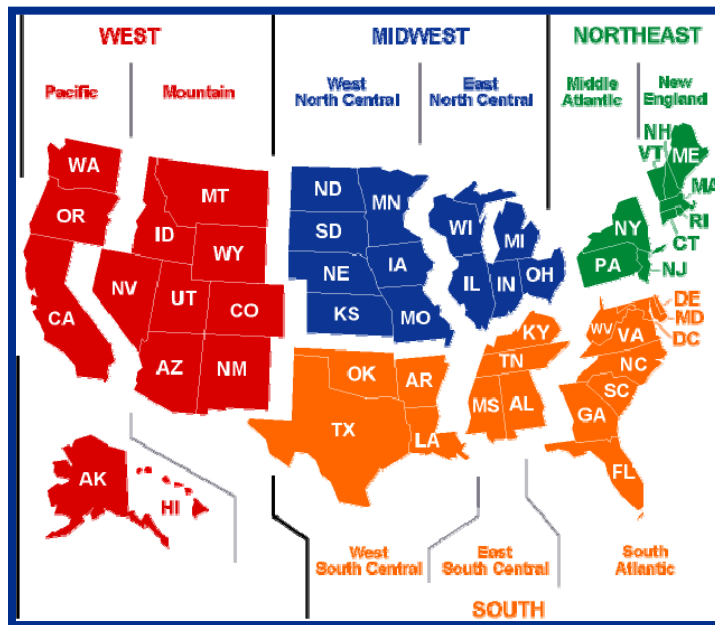 WEST
MIDWEST
NORTHEAST
Pacific
Mountain
West
North Central
East
North Central
Middle
Atlantic
New
England
WA
OR
CA
NV
ID
MT
WY
UT
CO
AZ
NM
AK
HI
ND
SD
NE
KS
MN
IA
MO
WI
IL
MI
IN
OH
NH
VT
ME
MA
RI
CT
NY
PA
NJ
OK
TX
AR
LA
KY
TN
MS
AL
WV
VA
DE
MD
DC
NC
SC
GA
FL
West
South Central
East
South Central
South
Atlantic
SOUTH